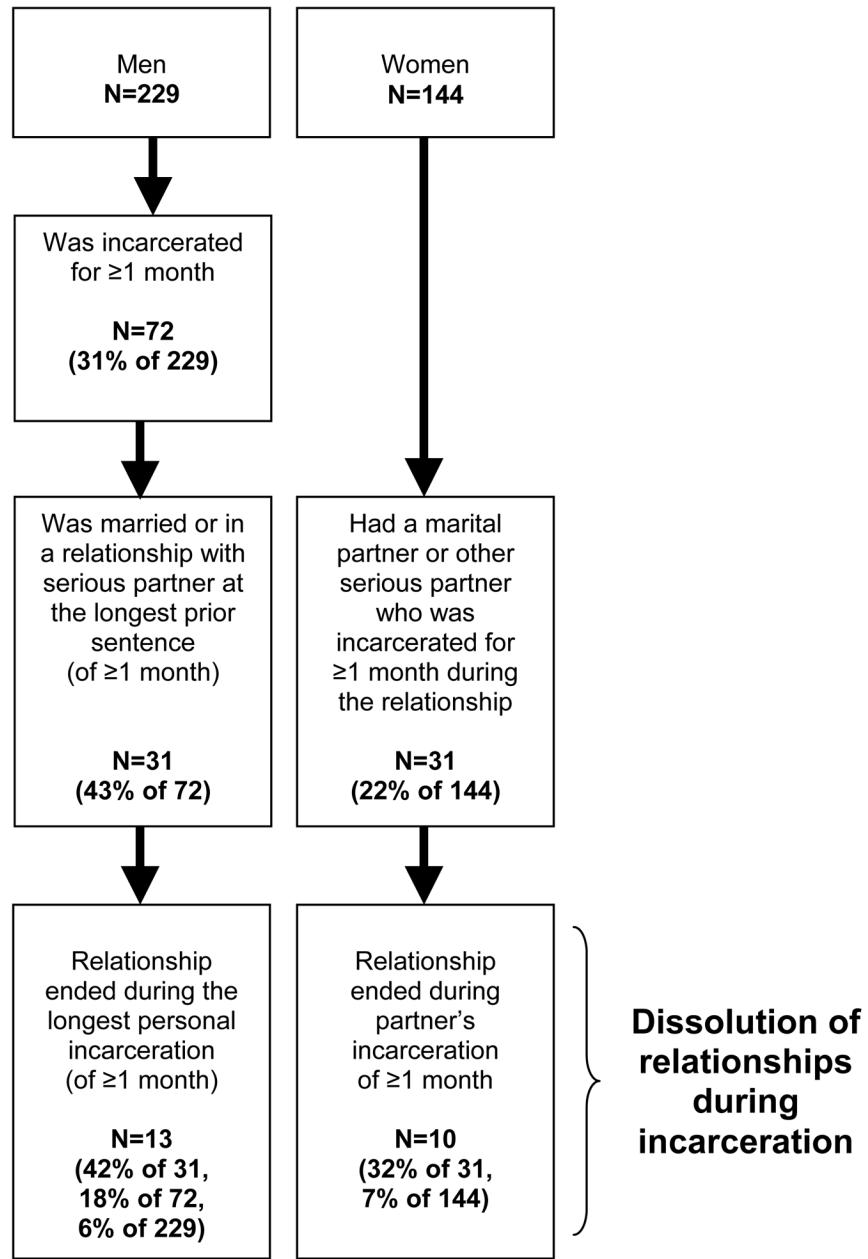 Men
N=229
Women
N=144
Was incarcerated
for ≥1 month
N=72
(31% of 229)
Was married or in
a relationship with
serious partner at
the longest prior
sentence
(of ≥1 month)
N=31
(43% of 72)
Had a marital
partner or other
serious partner
who was
incarcerated for
≥1 month during
the relationship
N=31
(22% of 144)
Relationship
ended during the
longest personal
incarceration
(of ≥1 month)
N=13
(42% of 31,
18% of 72,
6% of 229)
Relationship
ended during
partner’s
incarceration
of ≥1 month
N=10
(32% of 31,
7% of 144)
Dissolution of
relationships
during
incarceration